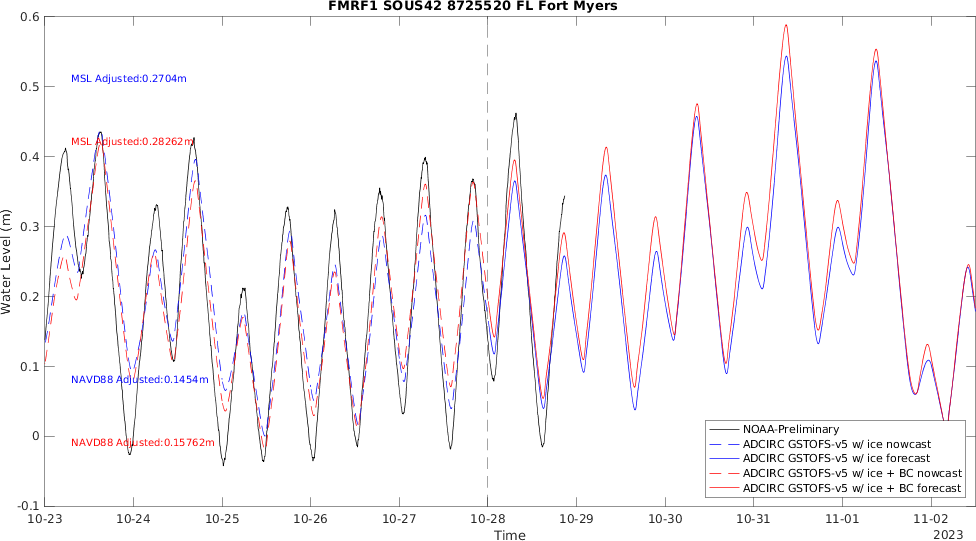 FMRF1 SOUS42 8725520 FL Fort Myers
0.6
0.5
0.4
0.3
0.2
0.1
0
-0.1
Water Level (m)
MSL Adjusted:0.2704m
MSL Adjusted:0.28262m
NAVD88 Adjusted:0.1454m
NAVD88 Adjusted:0.15762m
NOAA-Preliminary
ADCIRC GSTOFS-v5 w/ ice nowcast
ADCIRC GSTOFS-v5 w/ ice forecast
ADCIRC GSTOFS-v5 w/ ice + BC nowcast
ADCIRC GSTOFS-v5 w/ ice + BC forecast
10-23 10-24 10-25 10-26 10-27 10-28 10-29 10-30 10-31 11-01 11-02
2023
Time